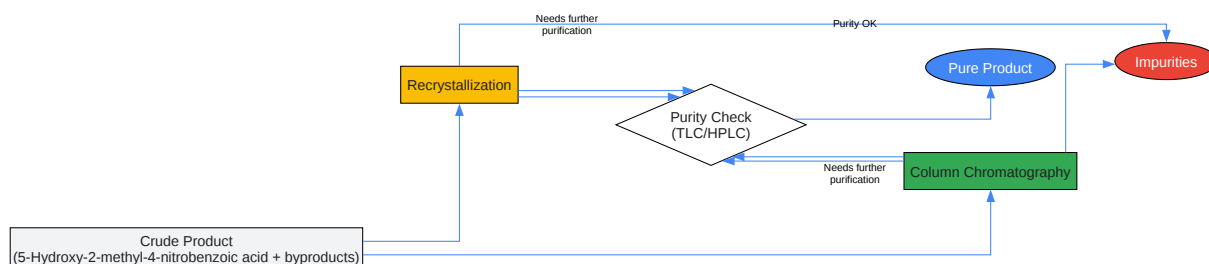 Needs further
purification
Purity OK
Impurities
Pure Product
Recrystallization
Purity Check
(TLC/HPLC)
Needs further
purification
Column Chromatography
Crude Product
(5-Hydroxy-2-methyl-4-nitrobenzoic acid + byproducts)